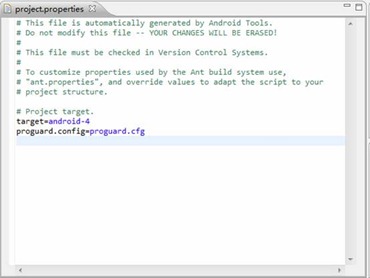 project.properties
# This file is automatically generated by Android Tools.
# Do not modify this file -- YOUR CHANGES WILL BE ERASED!
#
# This file must be checked in Version Control Systems.
#
# To customize properties used by the Ant build system use,
# "ant.properties", and override values to adapt the script to your
# project structure.

# Project target.
target=android-4
proguard.config=proguard.cfg